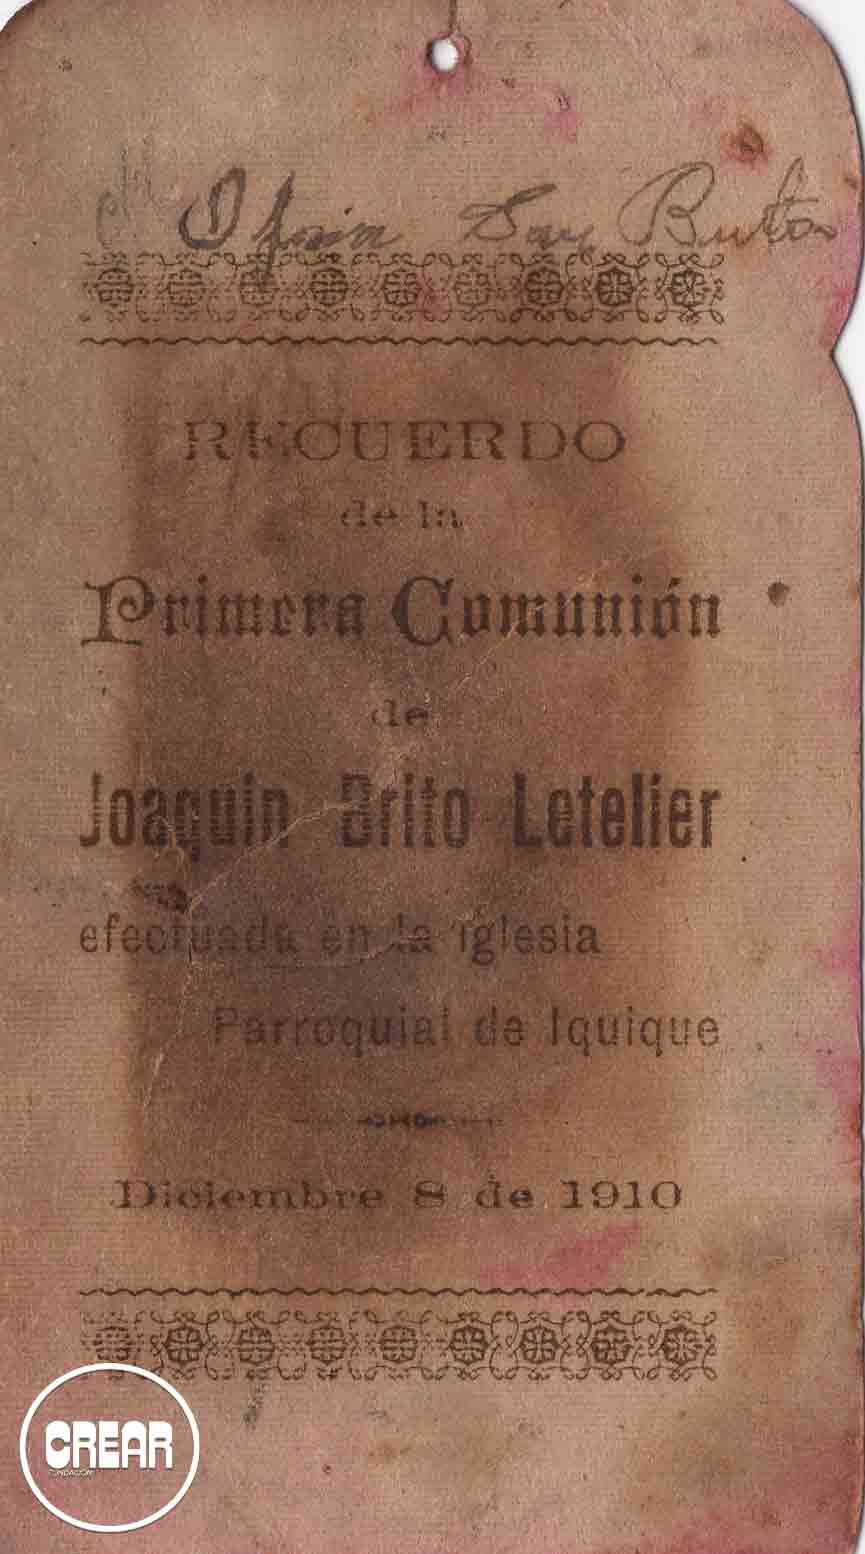 RECUERDO
de la
Primera Comunión
de
Joaquin Brito Letelier
efectuada en la Iglesia
Parroquial de Iquique
Diciembre 8 de 1910
CREAR
FUNDACIÓN